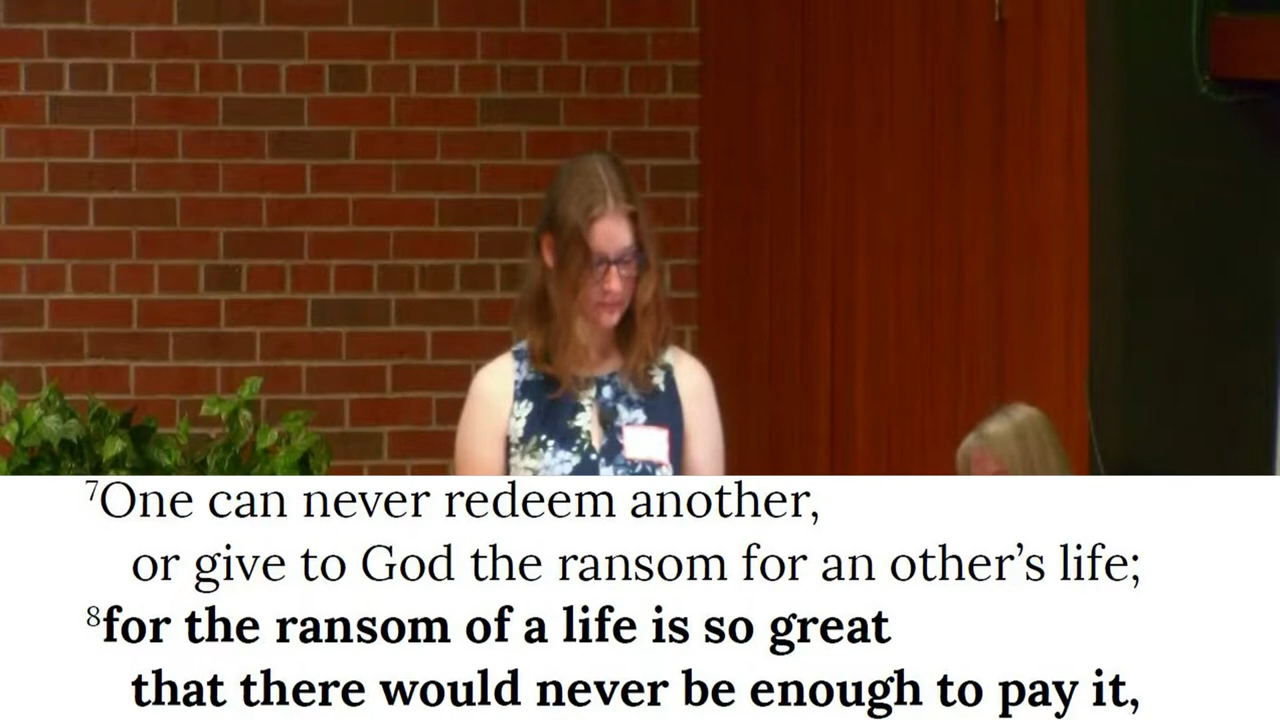 ⁷One can never redeem another,
or give to God the ransom for an other’s life;
⁸for the ransom of a life is so great
that there would never be enough to pay it,